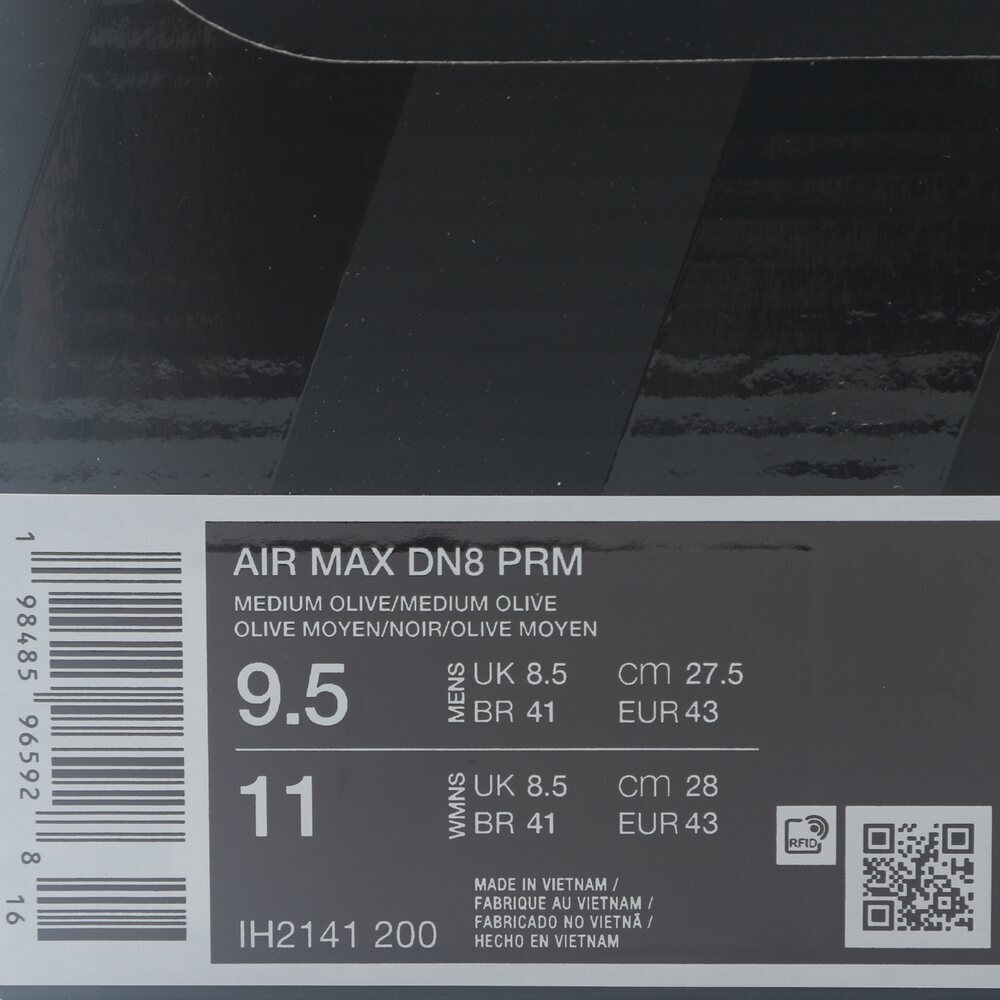 AIR MAX DN8 PRM
MEDIUM OLIVE/MEDIUM OLIVE
OLIVE MOYEN/NOIR/OLIVE MOYEN
9.5 MENS UK 8.5 cm 27.5
BR 41 EUR 43
11 WMNS UK 8.5 cm 28
BR 41 EUR 43
RFID
MADE IN VIETNAM /
FABRIQUE AU VIETNAM /
FABRICADO NO VIETNÃ /
HECHO EN VIETNAM
IH2141 200
1 98485 96592 8 16